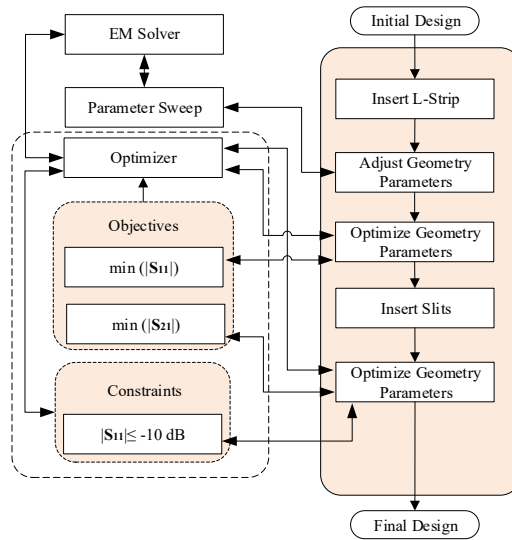 EM Solver
Parameter Sweep
Optimizer
Objectives
min (|S11|)
min (|S21|)
Constraints
|S11|≤ -10 dB
Initial Design
Insert L-Strip
Adjust Geometry
Parameters
Optimize Geometry
Parameters
Insert Slits
Optimize Geometry
Parameters
Final Design